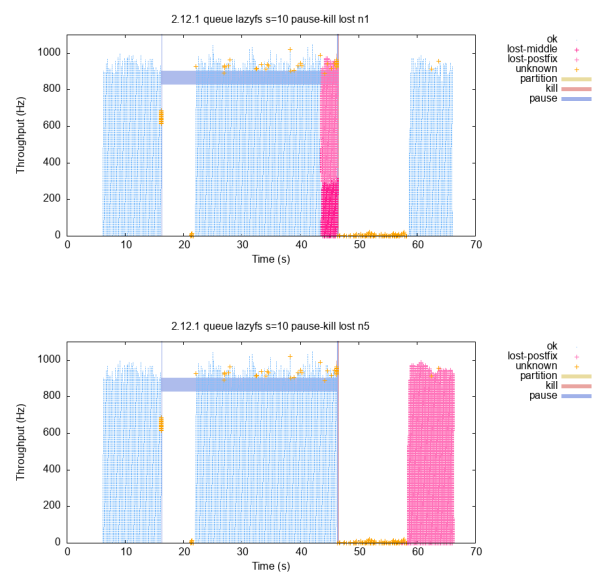 2.12.1 queue lazyfs s=10 pause-kill lost n1
ok
lost-middle
lost-postfix
unknown
partition
kill
pause
Throughput (Hz)
1000
800
600
400
200
0
0 10 20 30 40 50 60 70
Time (s)
2.12.1 queue lazyfs s=10 pause-kill lost n5
ok
lost-postfix
unknown
partition
kill
pause
Throughput (Hz)
1000
800
600
400
200
0
0 10 20 30 40 50 60 70
Time (s)